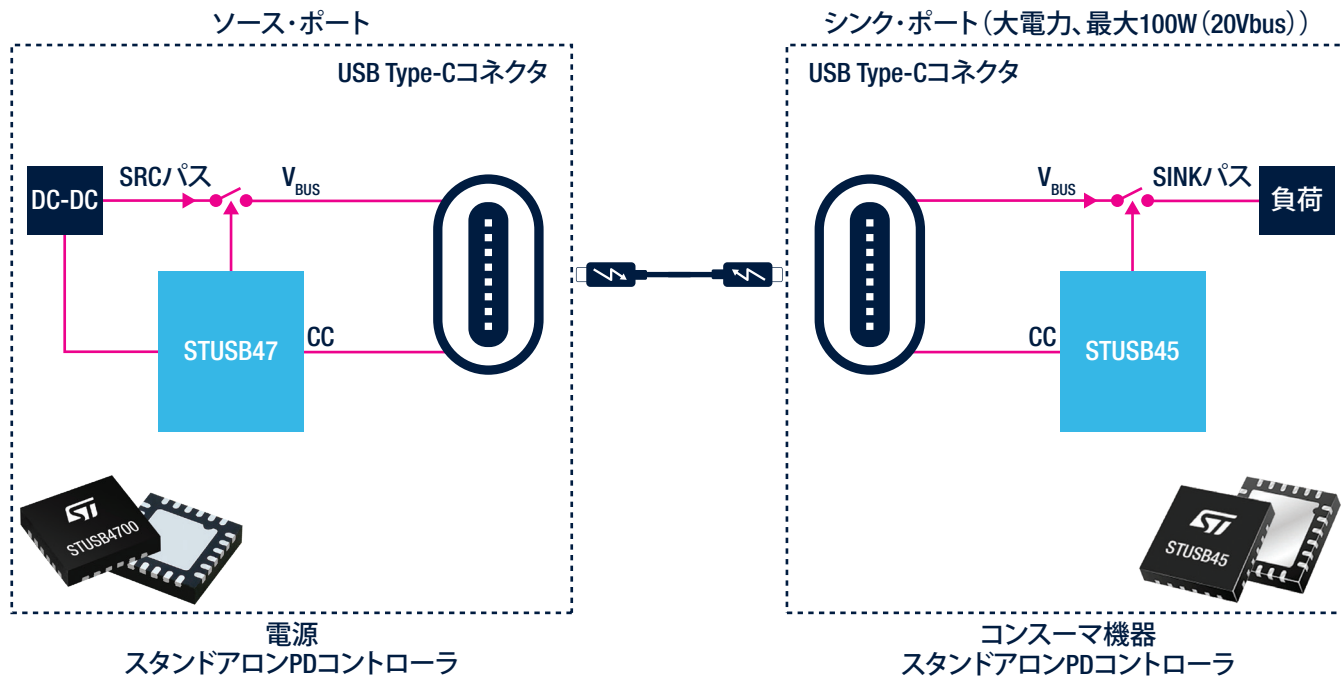 ソース・ポート
シンク・ポート（大電力、最大100W（20Vbus））
USB Type-Cコネクタ
USB Type-Cコネクタ
DC-DC
SRCパス
VBUS
STUSB47
CC
VBUS
SINKパス
負荷
CC
STUSB45
ST
STUSB4700
ST
STUSB45
電源
スタンドアロンPDコントローラ
コンスーマ機器
スタンドアロンPDコントローラ